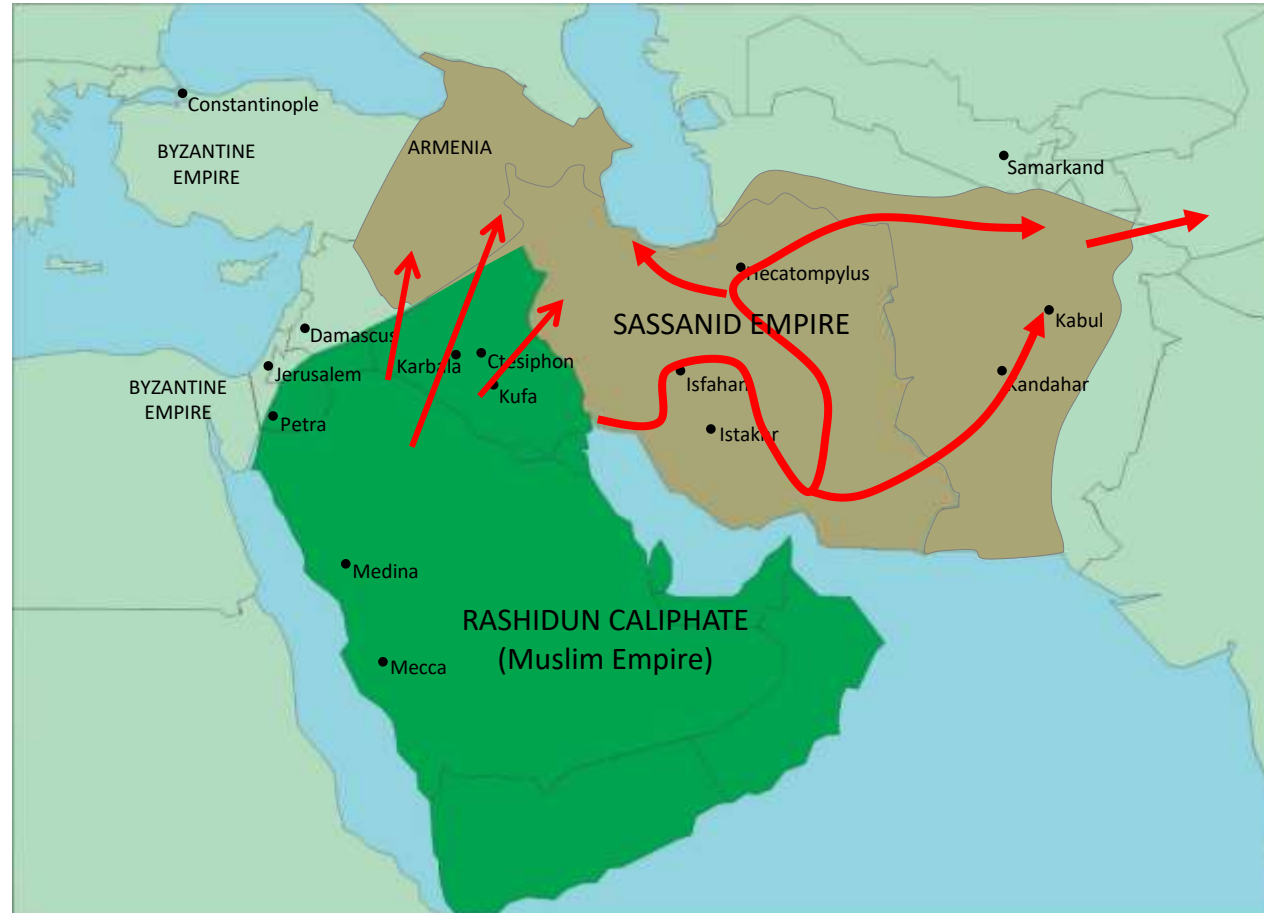 Constantinople
BYZANTINE
EMPIRE
ARMENIA
Samarkand
Hecatompylus
SASSANID EMPIRE
Kabul
Damascus
Karbala
Ctesiphon
Jerusalem
Isfahan
Kandahar
BYZANTINE
EMPIRE
Kufa
Petra
Istakhr
Medina
RASHIDUN CALIPHATE
(Muslim Empire)
Mecca